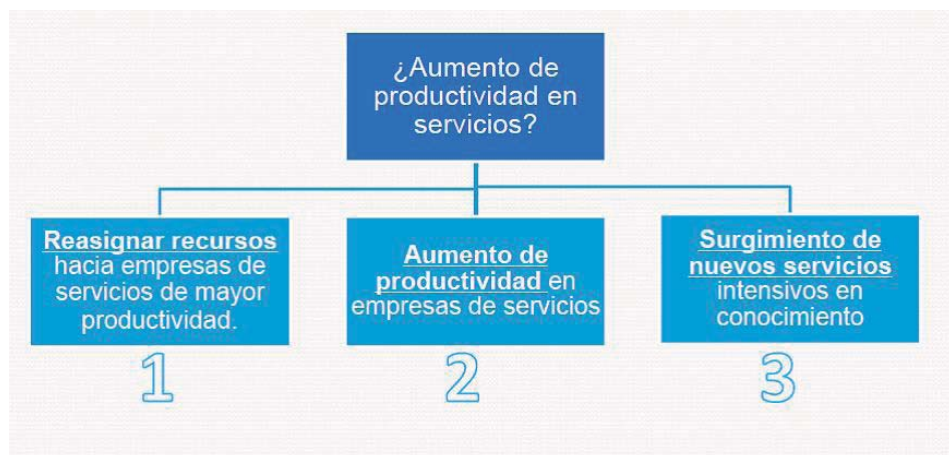 ¿Aumento de
productividad en
servicios?
Reasignar recursos
hacia empresas de
servicios de mayor
productividad.
1
Aumento de
productividad en
empresas de servicios
2
Surgimiento de
nuevos servicios
intensivos en
conocimiento
3